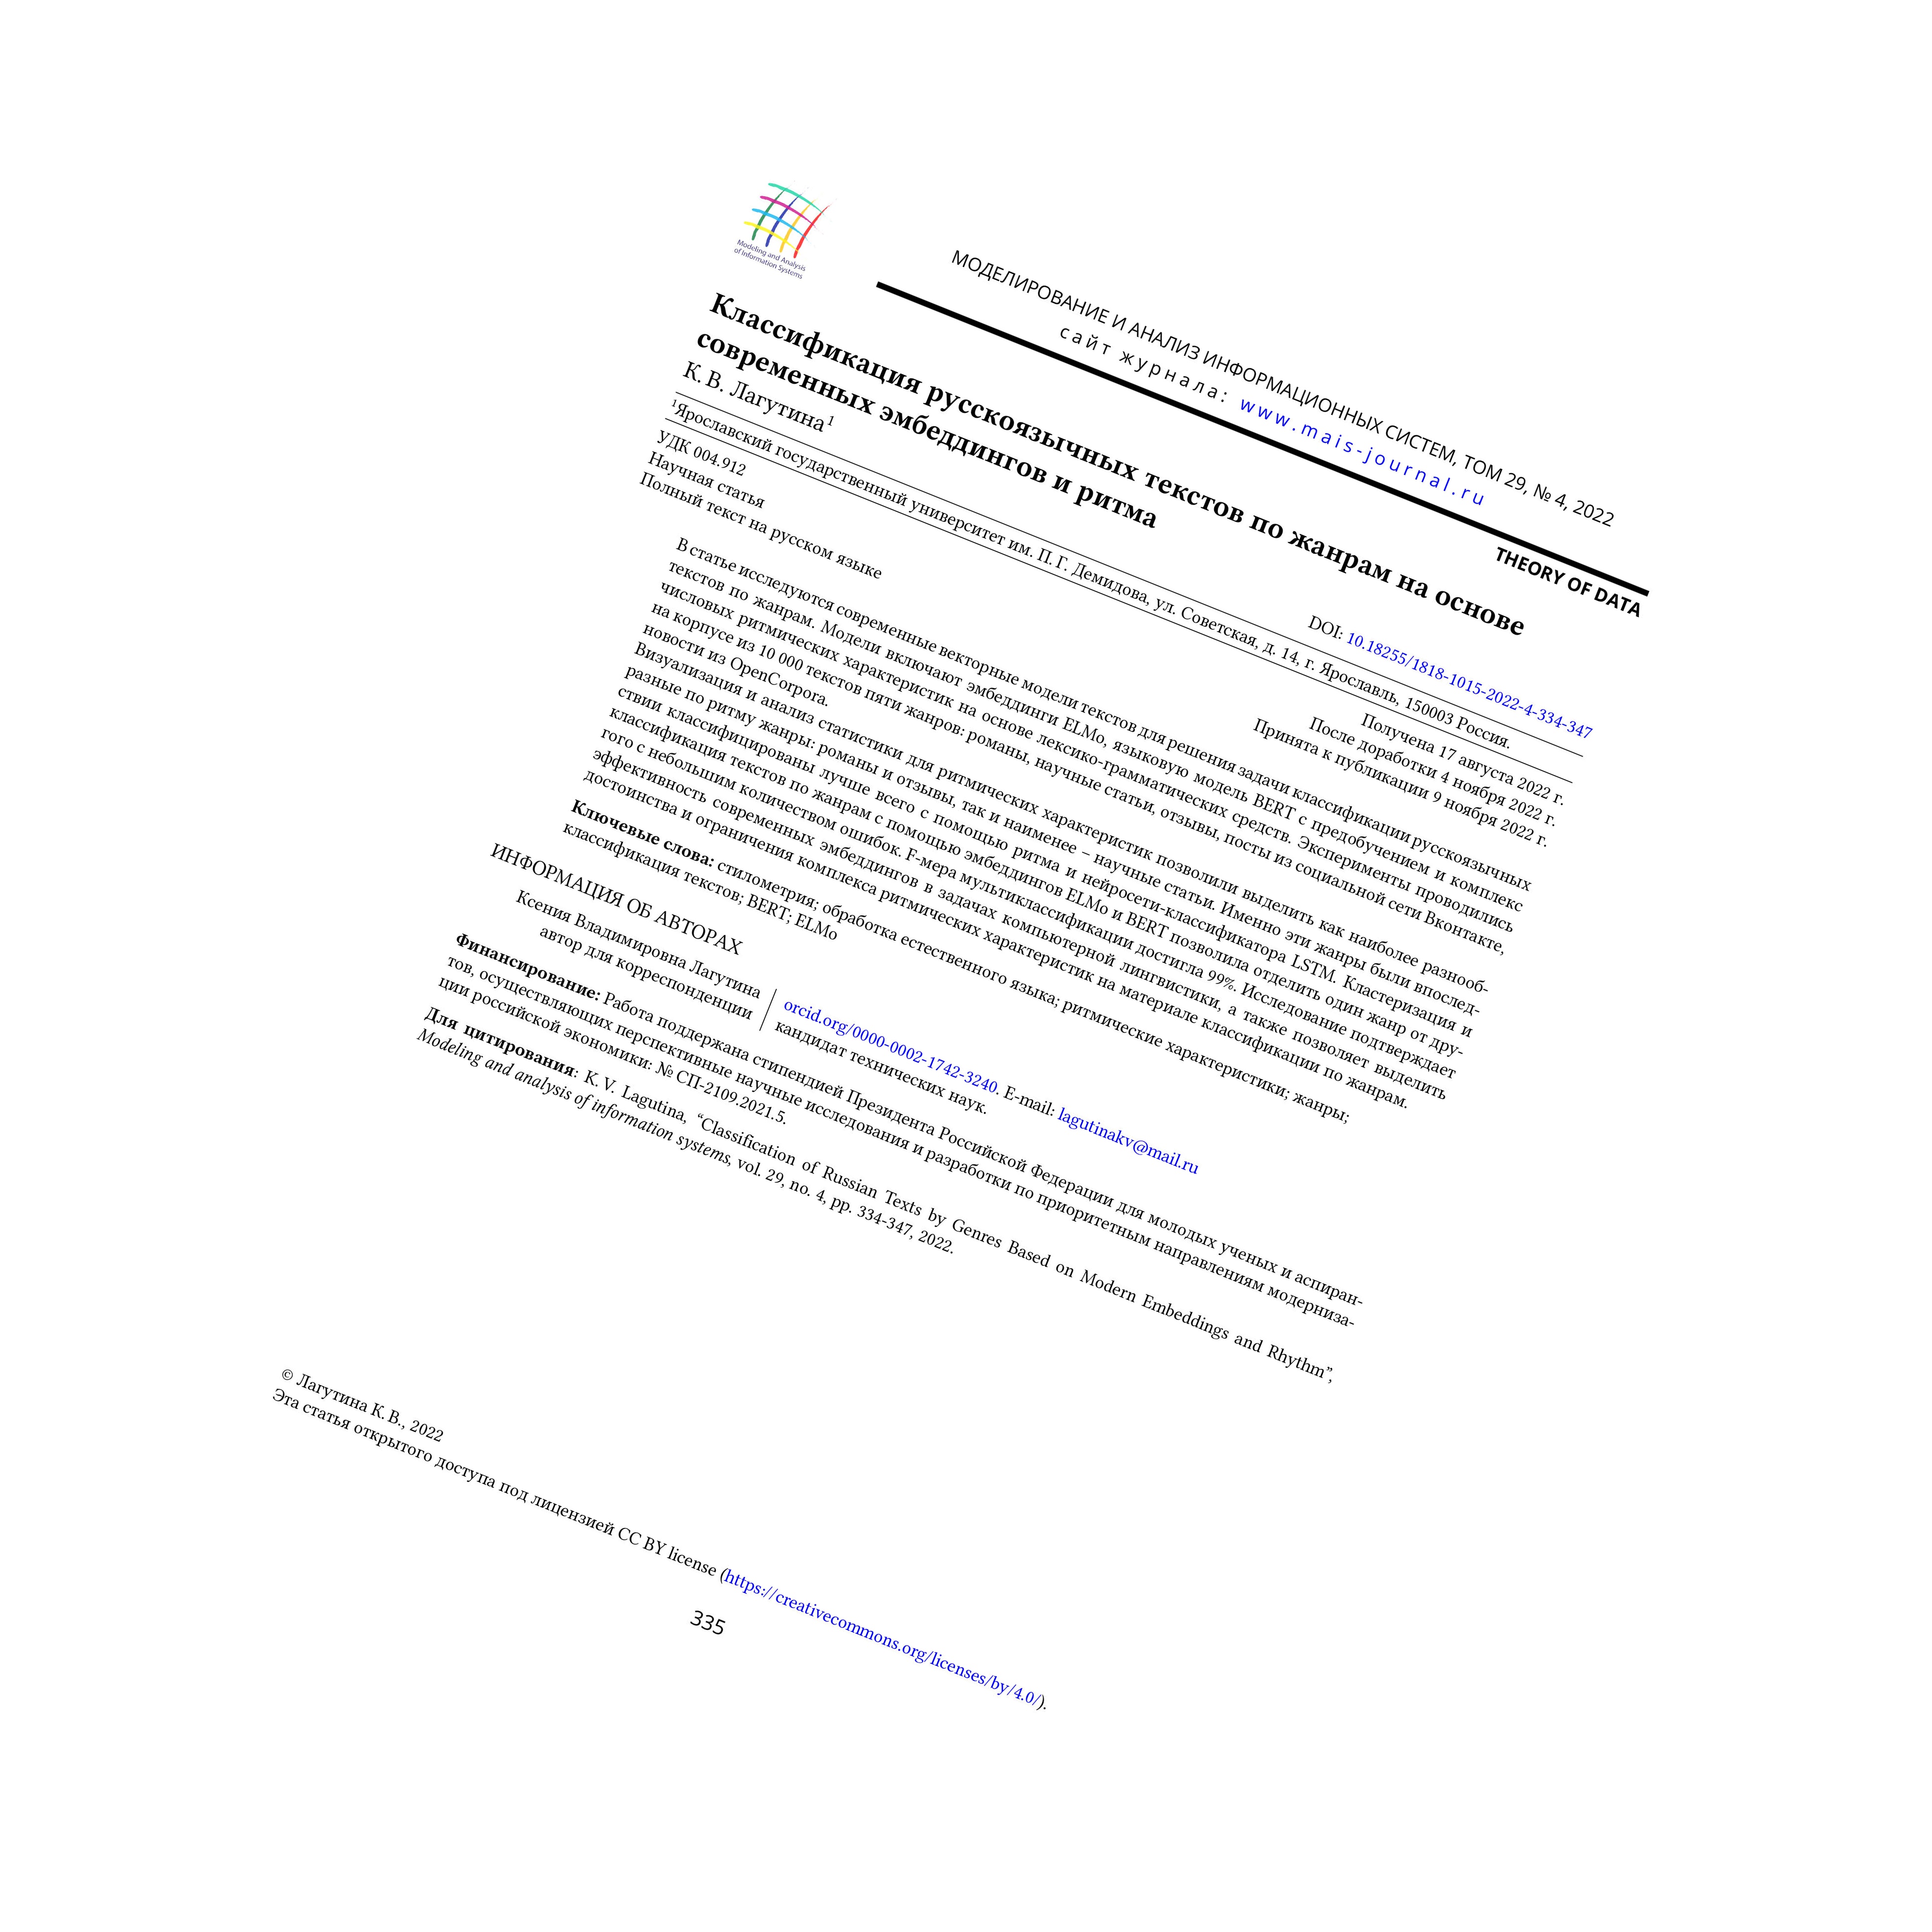 Modeling and Analysis
of Information Systems
МОДЕЛИРОВАНИЕ И АНАЛИЗ ИНФОРМАЦИОННЫХ СИСТЕМ, ТОМ 29, № 4, 2022
сайт журнала: www.mais-journal.ru
THEORY OF DATA
Классификация русскоязычных текстов по жанрам на основе
современных эмбеддингов и ритма
К. В. Лагутина¹
DOI: 10.18255/1818-1015-2022-4-334-347
¹Ярославский государственный университет им. П. Г. Демидова, ул. Советская, д. 14, г. Ярославль, 150003 Россия.
УДК 004.912
Научная статья
Полный текст на русском языке
Получена 17 августа 2022 г.
После доработки 4 ноября 2022 г.
Принята к публикации 9 ноября 2022 г.
В статье исследуются современные векторные модели текстов для решения задачи классификации русскоязычных
текстов по жанрам. Модели включают эмбеддинги ELMo, языковую модель BERT с предобучением и комплекс
числовых ритмических характеристик на основе лексико-грамматических средств. Эксперименты проводились
на корпусе из 10 000 текстов пяти жанров: романы, научные статьи, отзывы, посты из социальной сети Вконтакте,
новости из OpenCorpora.
Визуализация и анализ статистики для ритмических характеристик позволили выделить как наиболее разнооб-
разные по ритму жанры: романы и отзывы, так и наименее – научные статьи. Именно эти жанры были впослед-
ствии классифицированы лучше всего с помощью ритма и нейросети-классификатора LSTM. Кластеризация и
классификация текстов по жанрам с помощью эмбеддингов ELMo и BERT позволила отделить один жанр от дру-
гого с небольшим количеством ошибок. F-мера мультиклассификации достигла 99%. Исследование подтверждает
эффективность современных эмбеддингов в задачах компьютерной лингвистики, а также позволяет выделить
достоинства и ограничения комплекса ритмических характеристик на материале классификации по жанрам.
Ключевые слова: стилометрия; обработка естественного языка; ритмические характеристики; жанры;
классификация текстов; BERT; ELMo
ИНФОРМАЦИЯ ОБ АВТОРАХ
Ксения Владимировна Лагутина
автор для корреспонденции
orcid.org/0000-0002-1742-3240. E-mail: lagutinakv@mail.ru
кандидат технических наук.
Финансирование: Работа поддержана стипендией Президента Российской Федерации для молодых ученых и аспиран-
тов, осуществляющих перспективные научные исследования и разработки по приоритетным направлениям модерниза-
ции российской экономики: № СП-2109.2021.5.
Для цитирования: K. V. Lagutina, “Classification of Russian Texts by Genres Based on Modern Embeddings and Rhythm”,
Modeling and analysis of information systems, vol. 29, no. 4, pp. 334-347, 2022.
© Лагутина К. В., 2022
Эта статья открытого доступа под лицензией CC BY license (https://creativecommons.org/licenses/by/4.0/).
335